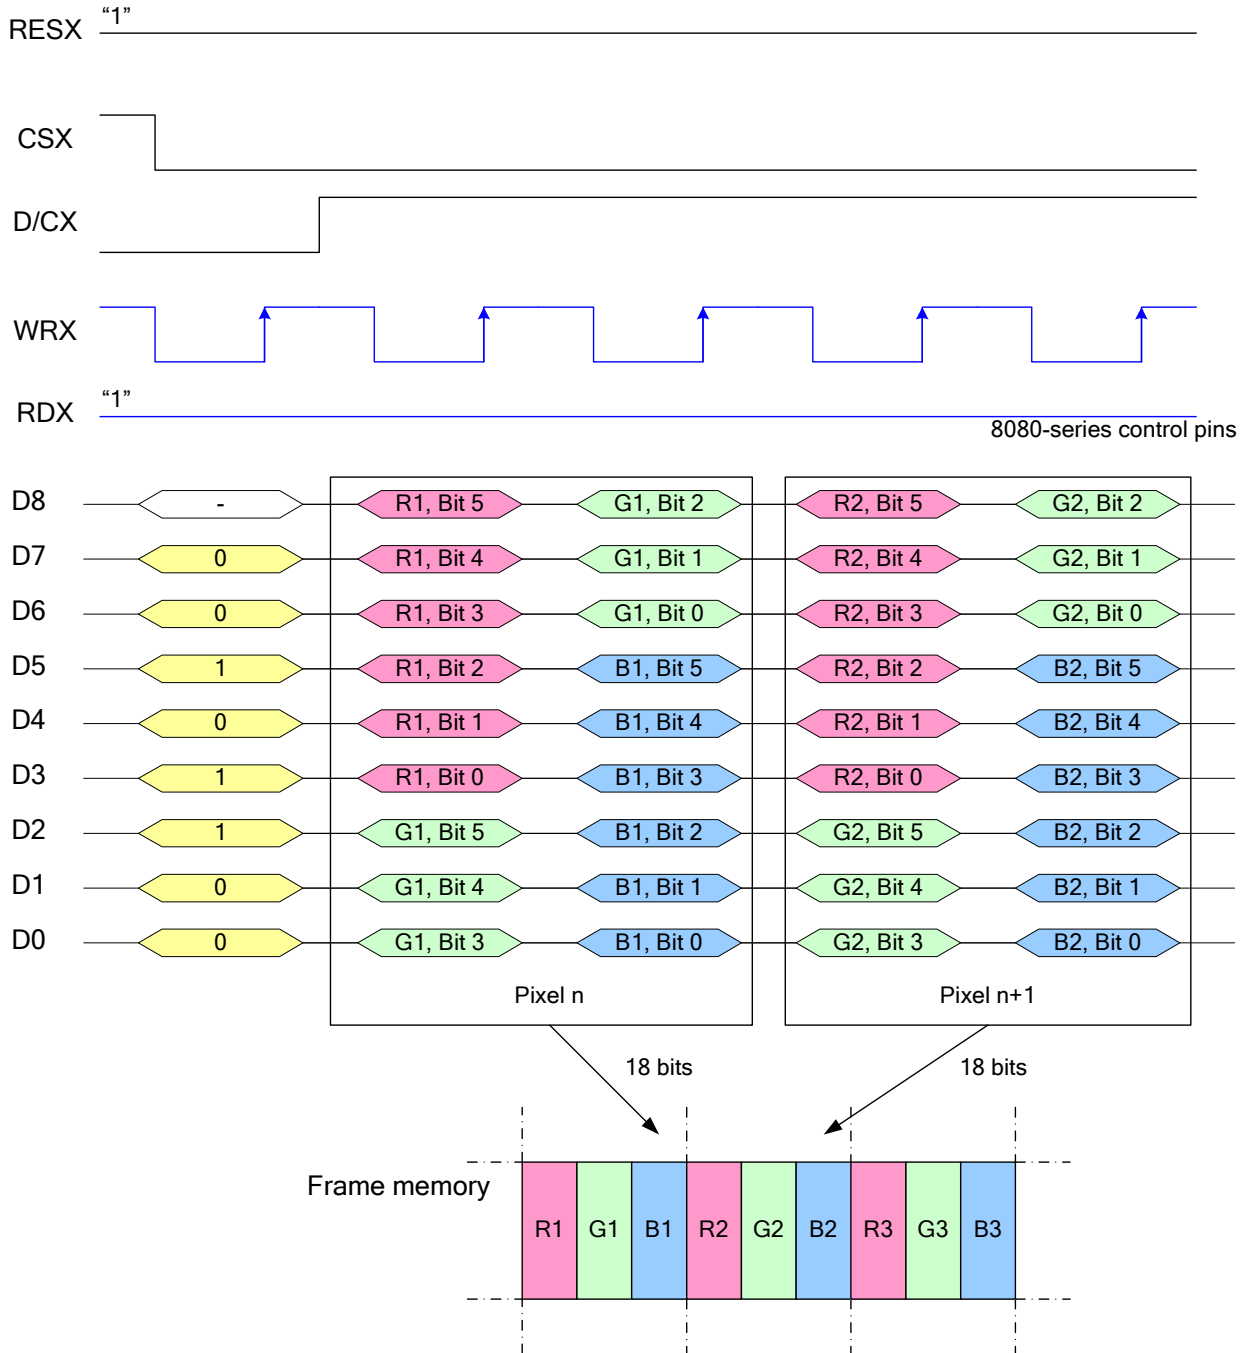 RESX “1”
CSX
D/CX
WRX
RDX “1”
8080-series control pins
D8 - R1, Bit 5 G1, Bit 2 R2, Bit 5 G2, Bit 2
D7 0 R1, Bit 4 G1, Bit 1 R2, Bit 4 G2, Bit 1
D6 0 R1, Bit 3 G1, Bit 0 R2, Bit 3 G2, Bit 0
D5 1 R1, Bit 2 B1, Bit 5 R2, Bit 2 B2, Bit 5
D4 0 R1, Bit 1 B1, Bit 4 R2, Bit 1 B2, Bit 4
D3 1 R1, Bit 0 B1, Bit 3 R2, Bit 0 B2, Bit 3
D2 1 G1, Bit 5 B1, Bit 2 G2, Bit 5 B2, Bit 2
D1 0 G1, Bit 4 B1, Bit 1 G2, Bit 4 B2, Bit 1
D0 0 G1, Bit 3 B1, Bit 0 G2, Bit 3 B2, Bit 0
Pixel n Pixel n+1
18 bits 18 bits
Frame memory
R1 G1 B1 R2 G2 B2 R3 G3 B3